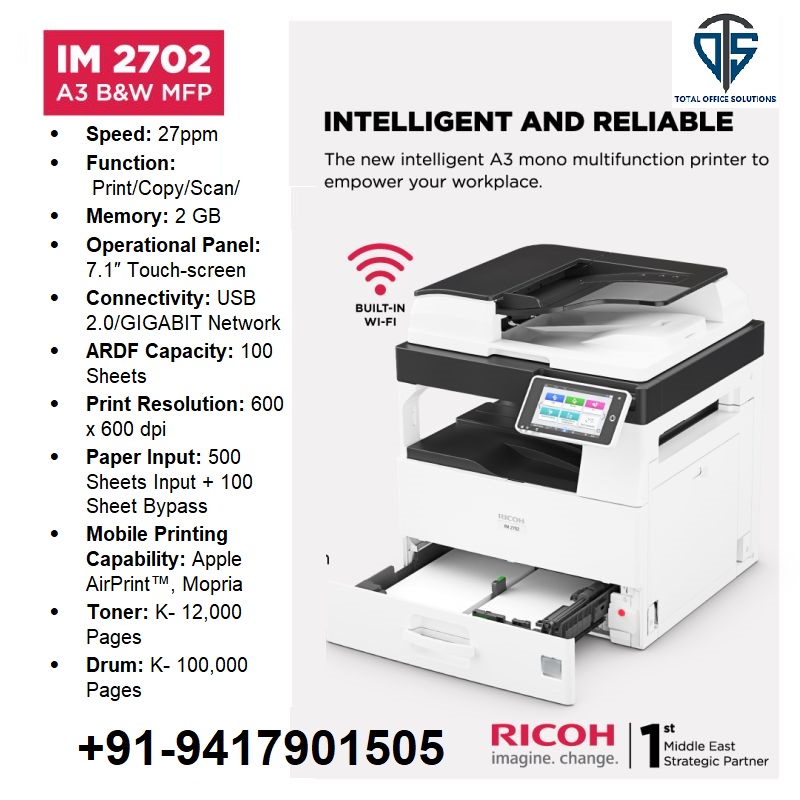 IM 2702
A3 B&W MFP
TOTAL OFFICE SOLUTIONS
INTELLIGENT AND RELIABLE
The new intelligent A3 mono multifunction printer to
empower your workplace.
• Speed: 27ppm
• Function:
Print/Copy/Scan/
• Memory: 2 GB
• Operational Panel:
7.1″ Touch-screen
• Connectivity: USB
2.0/GIGABIT Network
• ARDF Capacity: 100
Sheets
• Print Resolution: 600
x 600 dpi
• Paper Input: 500
Sheets Input + 100
Sheet Bypass
• Mobile Printing
Capability: Apple
AirPrint™, Mopria
• Toner: K- 12,000
Pages
• Drum: K- 100,000
Pages
BUILT-IN
WI-FI
RICOH
IM 2702
+91-9417901505
RICOH
imagine. change.
1st
Middle East
Strategic Partner